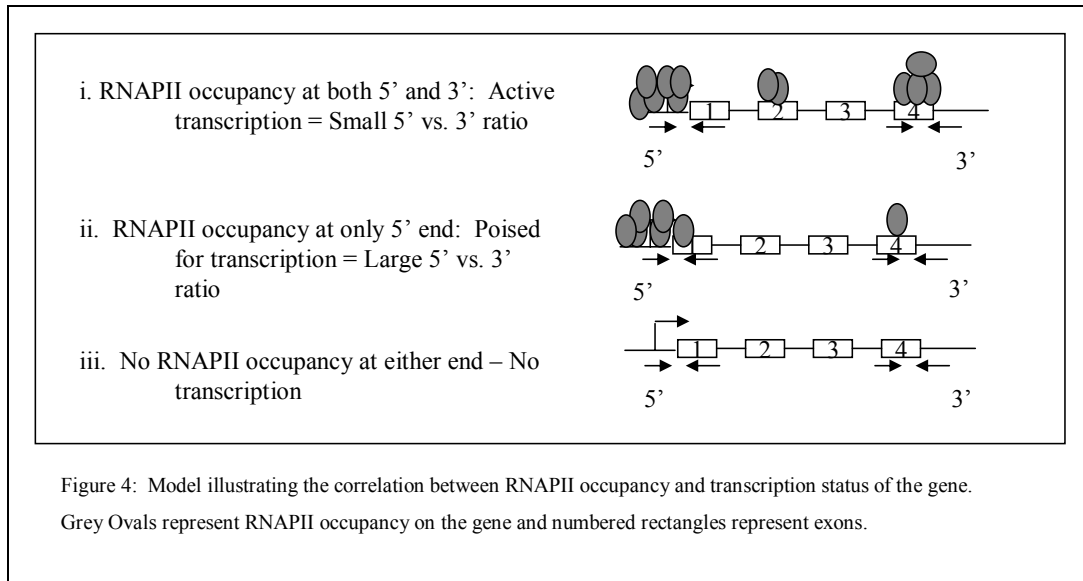 i. RNAPII occupancy at both 5’ and 3’: Active
transcription = Small 5’ vs. 3’ ratio
1 2 3 4
5’ 3’
ii. RNAPII occupancy at only 5’ end: Poised
for transcription = Large 5’ vs. 3’
ratio
2 3 4
5’ 3’
iii. No RNAPII occupancy at either end – No
transcription
1 2 3 4
5’ 3’
Figure 4: Model illustrating the correlation between RNAPII occupancy and transcription status of the gene.
Grey Ovals represent RNAPII occupancy on the gene and numbered rectangles represent exons.